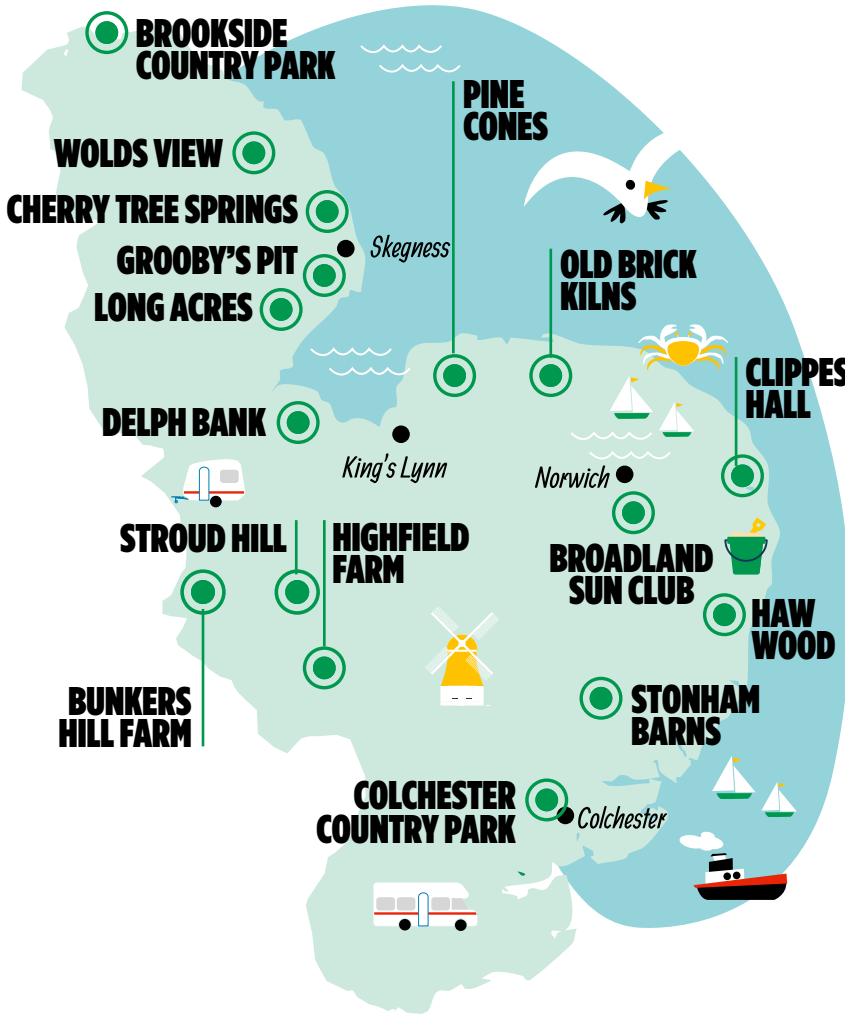 BROOKSIDE
COUNTRY PARK
PINE
CONES
WOLDS VIEW
CHERRY TREE SPRINGS
Skegness
GROOBY'S PIT
OLD BRICK
KILNS
LONG ACRES
CLIPPES
HALL
DELPH BANK
King's Lynn
Norwich
STROUD HILL
HIGHFIELD
FARM
BROADLAND
SUN CLUB
HAW
WOOD
BUNKERS
HILL FARM
STONHAM
BARNS
COLCHESTER
COUNTRY PARK
Colchester